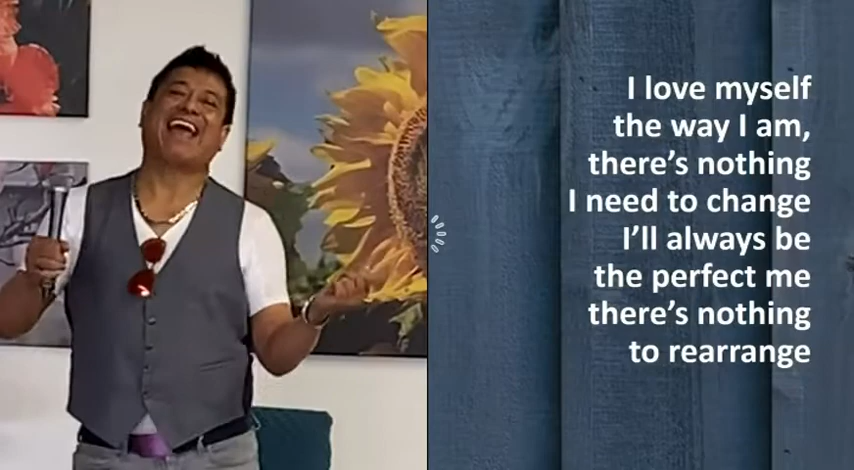 I love myself
the way I am,
there’s nothing
I need to change
I’ll always be
the perfect me
there’s nothing
to rearrange